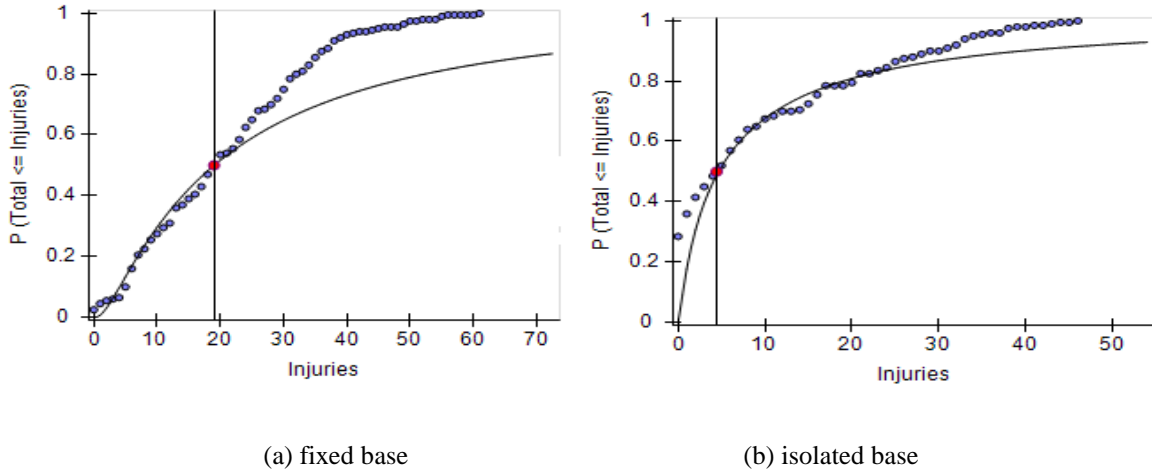 1
0.8
0.6
0.4
0.2
0
P (Total <= Injuries)
0 10 20 30 40 50 60 70
Injuries
(a) fixed base
1
0.8
0.6
0.4
0.2
0
P (Total <= Injuries)
0 10 20 30 40 50
Injuries
(b) isolated base